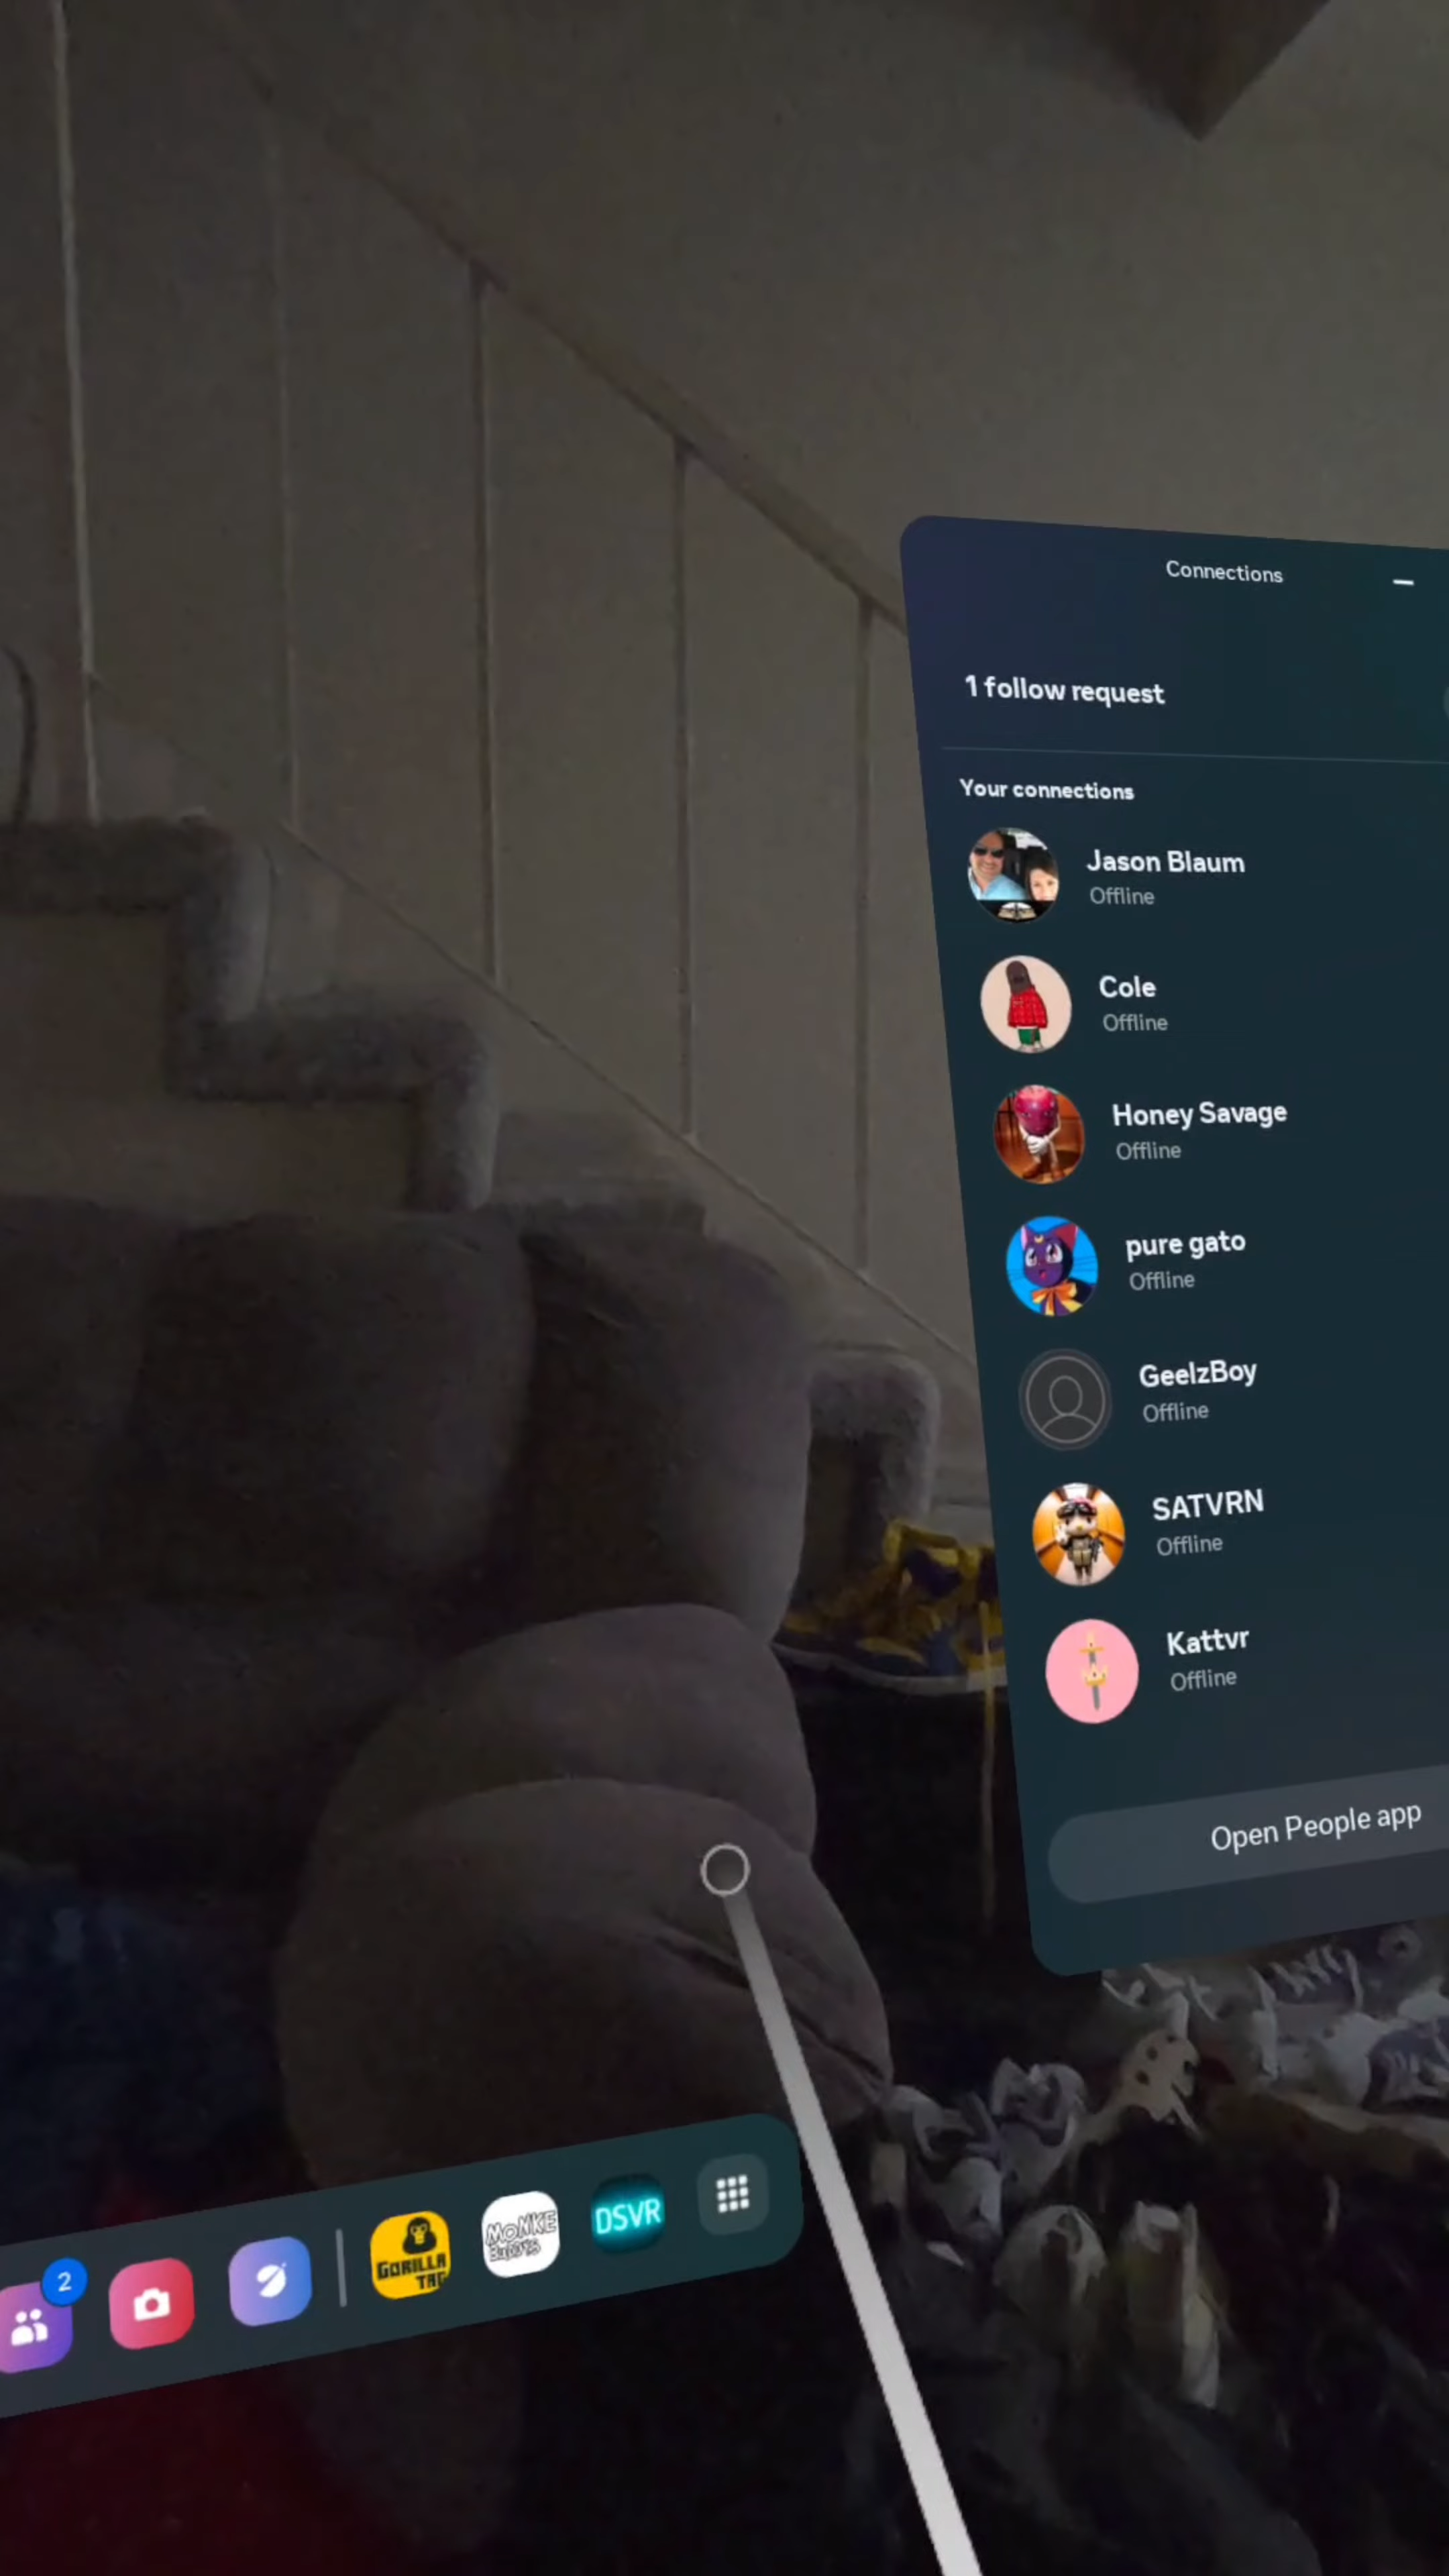 Connections
1 follow request
Your connections
Jason Blaum
Offline
Cole
Offline
Honey Savage
Offline
pure gato
Offline
GeelzBoy
Offline
SATVRN
Offline
Kattvr
Offline
Open People app
2
GORILLA
TAG
MONKE
DSVR